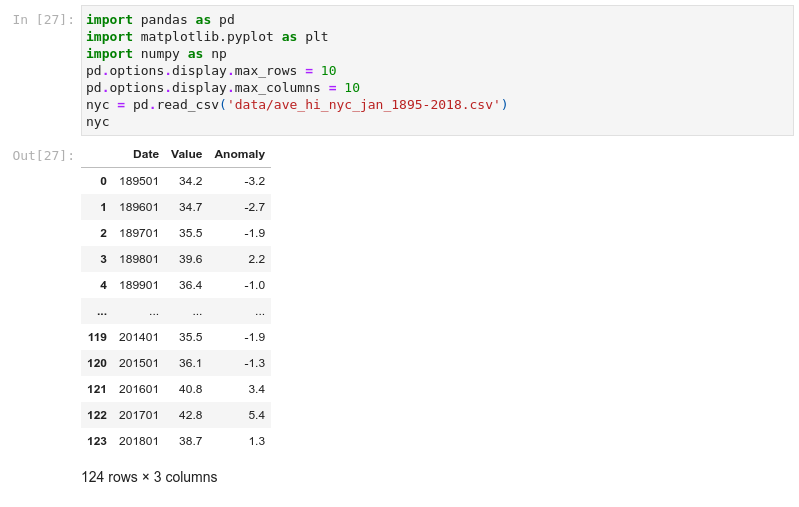 In [27]: import pandas as pd
import matplotlib.pyplot as plt
import numpy as np
pd.options.display.max_rows = 10
pd.options.display.max_columns = 10
nyc = pd.read_csv('data/ave_hi_nyc_jan_1895-2018.csv')
nyc
Out[27]: Date Value Anomaly
0 189501 34.2 -3.2
1 189601 34.7 -2.7
2 189701 35.5 -1.9
3 189801 39.6 2.2
4 189901 36.4 -1.0
... ... ... ...
119 201401 35.5 -1.9
120 201501 36.1 -1.3
121 201601 40.8 3.4
122 201701 42.8 5.4
123 201801 38.7 1.3
124 rows × 3 columns